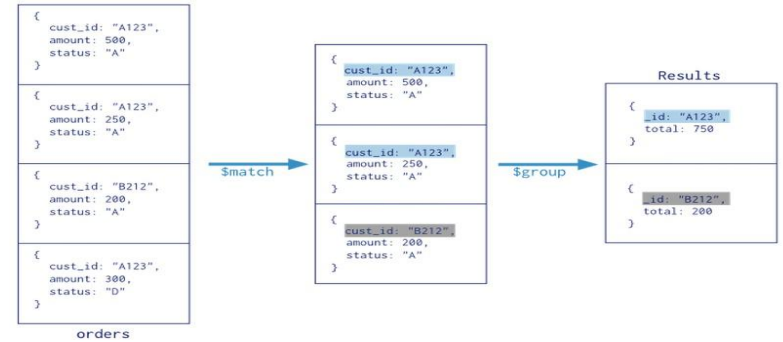 {
cust_id: "A123",
amount: 500,
status: "A"
}
{
cust_id: "A123",
amount: 250,
status: "A"
}
{
cust_id: "B212",
amount: 200,
status: "A"
}
{
cust_id: "A123",
amount: 300,
status: "D"
}
orders
$match
{
cust_id: "A123",
amount: 500,
status: "A"
}
{
cust_id: "A123",
amount: 250,
status: "A"
}
{
cust_id: "B212",
amount: 200,
status: "A"
}
$group
Results
{
_id: "A123",
total: 750
}
{
_id: "B212",
total: 200
}